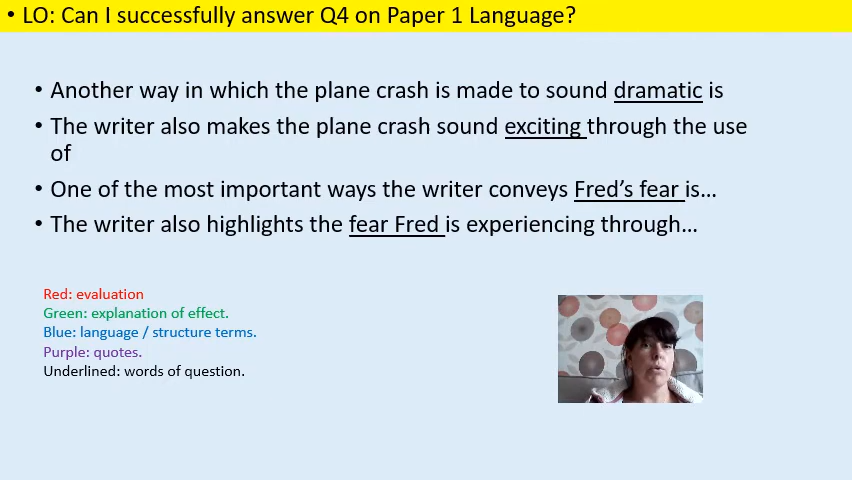 • LO: Can I successfully answer Q4 on Paper 1 Language?
• Another way in which the plane crash is made to sound dramatic is
• The writer also makes the plane crash sound exciting through the use
of
• One of the most important ways the writer conveys Fred's fear is…
• The writer also highlights the fear Fred is experiencing through…
Red: evaluation
Green: explanation of effect.
Blue: language / structure terms.
Purple: quotes.
Underlined: words of question.